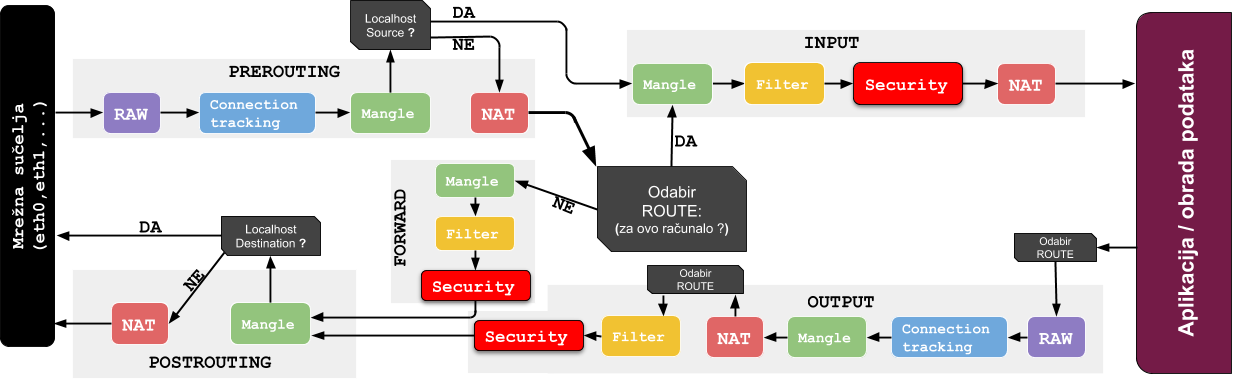 Mrežna sučelja
(eth0,eth1,...)
PREROUTING
RAW
Connection
tracking
Mangle
Localhost
Source ?
DA
NE
NAT
INPUT
Mangle
Filter
Security
NAT
DA
Odabir
ROUTE:
(za ovo računalo ?)
NE
FORWARD
Mangle
Filter
Security
Aplikacija / obrada podataka
Odabir
ROUTE
OUTPUT
RAW
Connection
tracking
Mangle
NAT
Odabir
ROUTE
Filter
Security
POSTROUTING
Mangle
Localhost
Destination ?
DA
NE
NAT